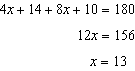 4x + 14 + 8x + 10 = 180
12x = 156
x = 13